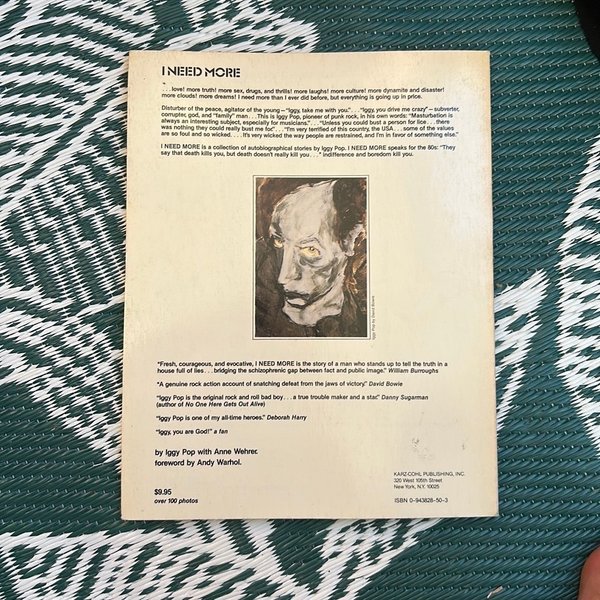 I NEED MORE
. . . love! more truth! more sex, drugs, and thrills! more laughs! more culture! more dynamite and disaster!
more clouds! more dreams! I need more than I ever did before, but everything is going up in price.
Disturber of the peace, agitator of the young—"Iggy, take me with you." . . . "Iggy, you drive me crazy"—subverter,
corrupter, god, and "family" man . . . This is Iggy Pop, pioneer of punk rock, in his own words: "Masturbation is
always an interesting subject, especially for musicians." . . . "Unless you could bust a person for lice . . . there
was nothing they could really bust me for." . . . "I'm very terrified of this country, the USA . . . some of the values
are so foul and so wicked . . . It's very wicked the way people are restrained, and I'm in favor of something else."
I NEED MORE is a collection of autobiographical stories by Iggy Pop. I NEED MORE speaks for the 80s: "They
say that death kills you, but death doesn't really kill you . . ." indifference and boredom kill you.
Iggy Pop by David Bowie
"Fresh, courageous, and evocative, I NEED MORE is the story of a man who stands up to tell the truth in a
house full of lies . . . bridging the schizophrenic gap between fact and public image." William Burroughs
"A genuine rock action account of snatching defeat from the jaws of victory." David Bowie
"Iggy Pop is the original rock and roll bad boy . . . a true trouble maker and a star." Danny Sugarman
(author of No One Here Gets Out Alive)
"Iggy Pop is one of my all-time heroes." Deborah Harry
"Iggy, you are God!" a fan
by Iggy Pop with Anne Wehrer.
foreword by Andy Warhol.
KARZ-COHL PUBLISHING, INC.
320 West 105th Street
New York, N.Y. 10025
$9.95
over 100 photos
ISBN 0-943828-50-3